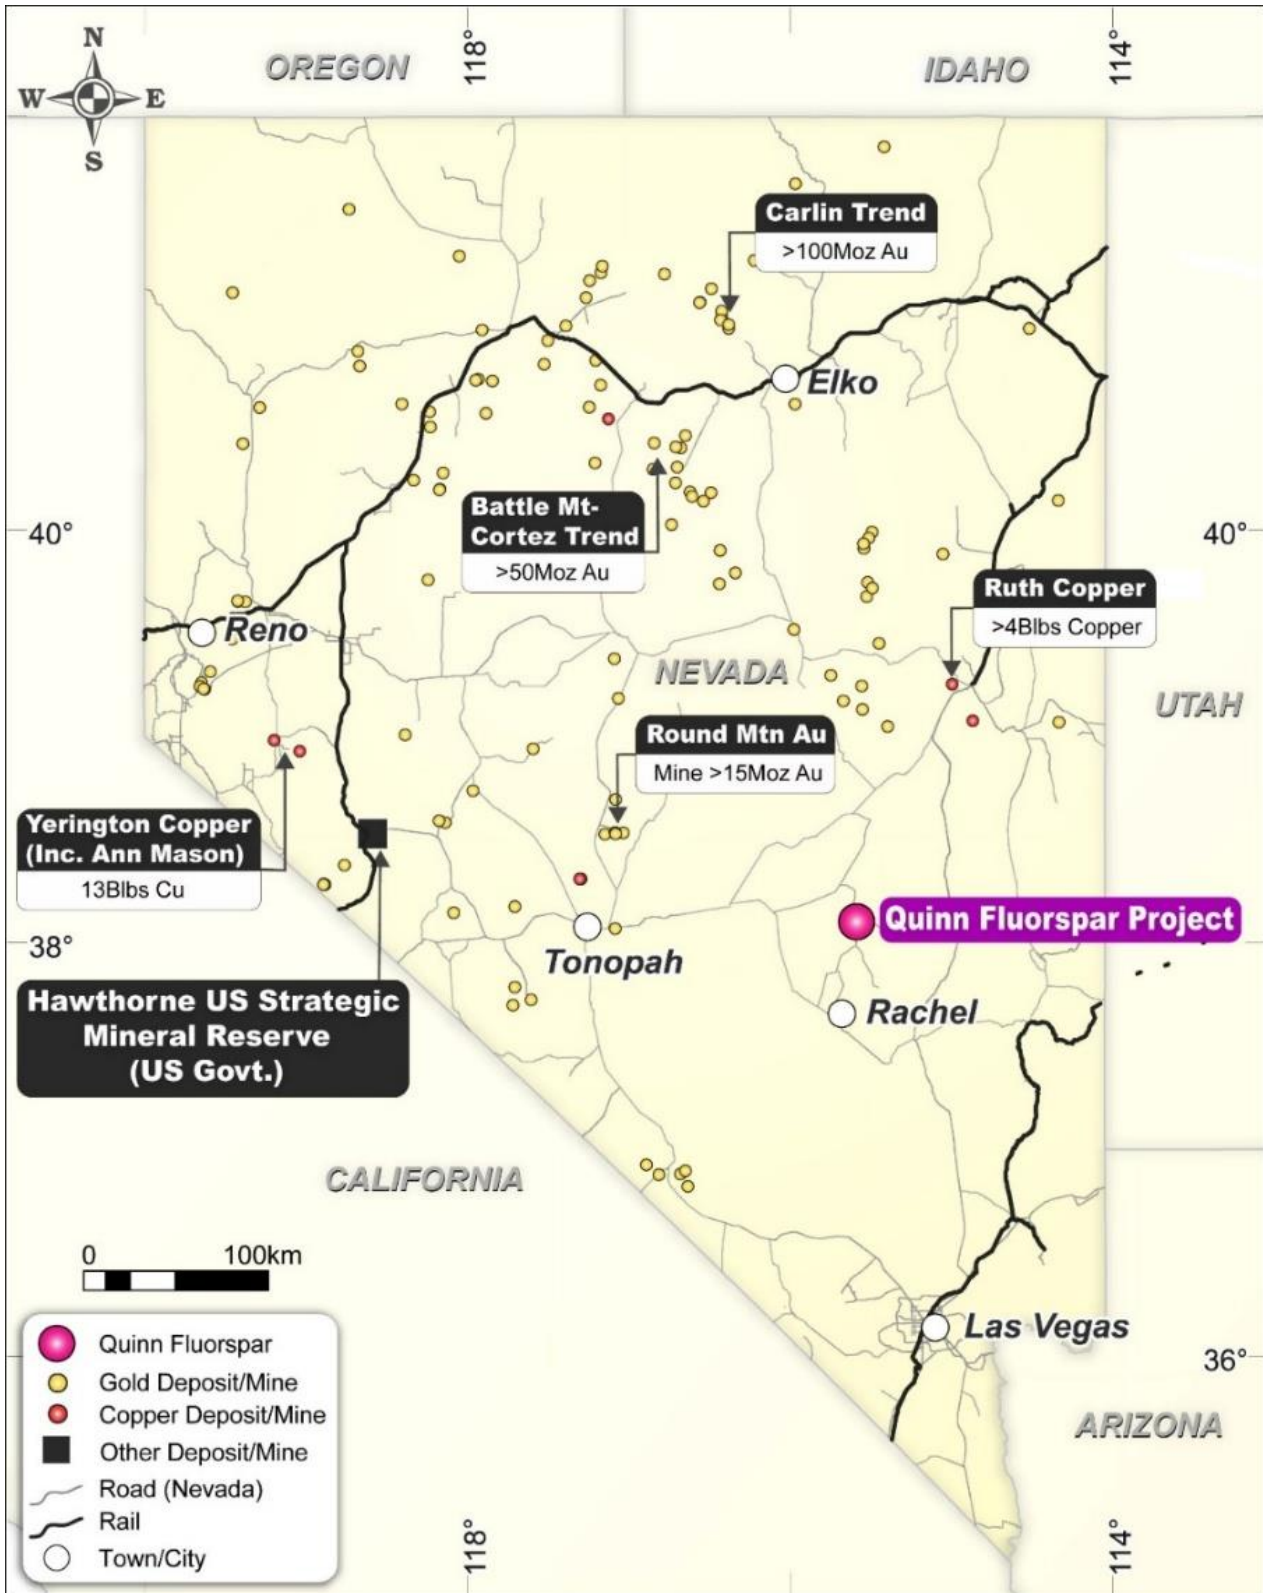 N
W
E
S
OREGON
118°
IDAHO
114°
Carlin Trend
>100Moz Au
Elko
Battle Mt-
Cortez Trend
>50Moz Au
40°
40°
Ruth Copper
>4Blbs Copper
Reno
NEVADA
UTAH
Round Mtn Au
Mine >15Moz Au
Yerington Copper
(Inc. Ann Mason)
13Blbs Cu
Quinn Fluorspar Project
38°
Tonopah
Hawthorne US Strategic
Mineral Reserve
(US Govt.)
Rachel
CALIFORNIA
0 100km
Las Vegas
36°
ARIZONA
Quinn Fluorspar
Gold Deposit/Mine
Copper Deposit/Mine
Other Deposit/Mine
Road (Nevada)
Rail
Town/City
118°
114°